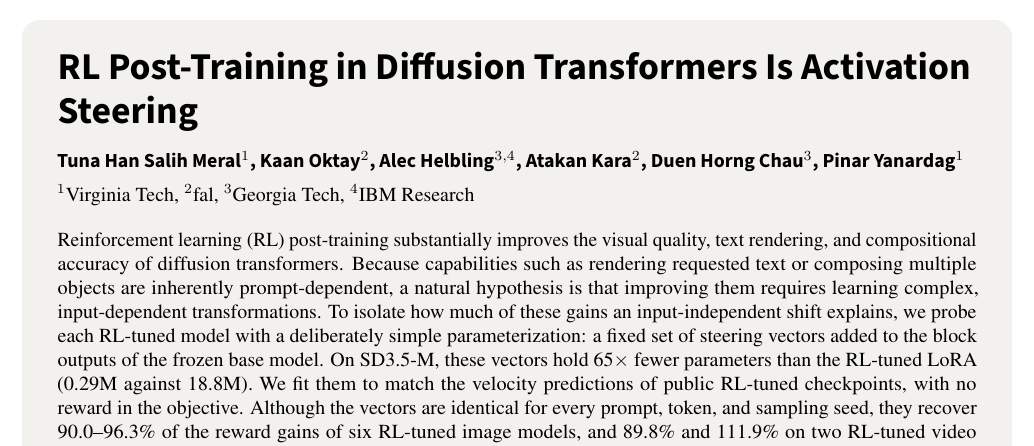 RL Post-Training in Diffusion Transformers Is Activation
Steering
Tuna Han Salih Meral1, Kaan Oktay2, Alec Helbling3,4, Atakan Kara2, Duen Horng Chau3, Pinar Yanardag1
1Virginia Tech, 2fal, 3Georgia Tech, 4IBM Research
Reinforcement learning (RL) post-training substantially improves the visual quality, text rendering, and compositional
accuracy of diffusion transformers. Because capabilities such as rendering requested text or composing multiple
objects are inherently prompt-dependent, a natural hypothesis is that improving them requires learning complex,
input-dependent transformations. To isolate how much of these gains an input-independent shift explains, we probe
each RL-tuned model with a deliberately simple parameterization: a fixed set of steering vectors added to the block
outputs of the frozen base model. On SD3.5-M, these vectors hold 65× fewer parameters than the RL-tuned LoRA
(0.29M against 18.8M). We fit them to match the velocity predictions of public RL-tuned checkpoints, with no
reward in the objective. Although the vectors are identical for every prompt, token, and sampling seed, they recover
90.0–96.3% of the reward gains of six RL-tuned image models, and 89.8% and 111.9% on two RL-tuned video